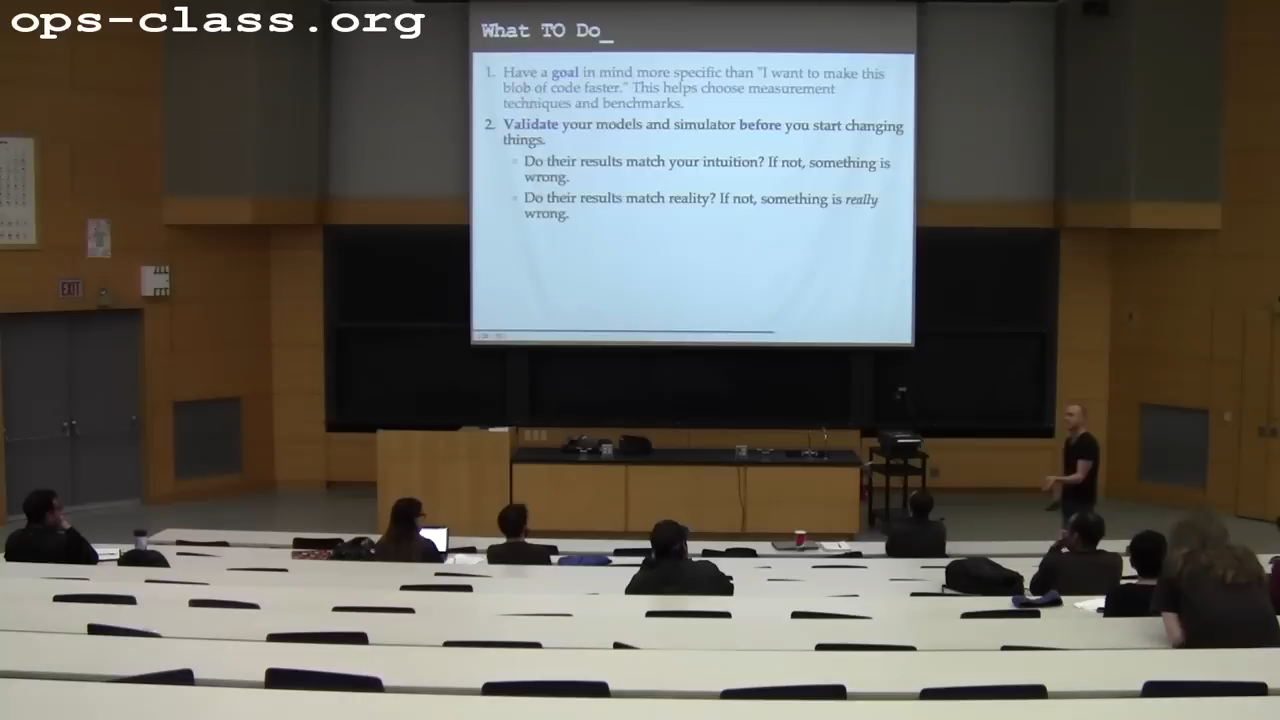 ops-class.org
What TO Do_
1. Have a goal in mind more specific than "I want to make this
blob of code faster." This helps choose measurement
techniques and benchmarks.
2. Validate your models and simulator before you start changing
things.
Do their results match your intuition? If not, something is
wrong.
Do their results match reality? If not, something is really
wrong.
EXIT